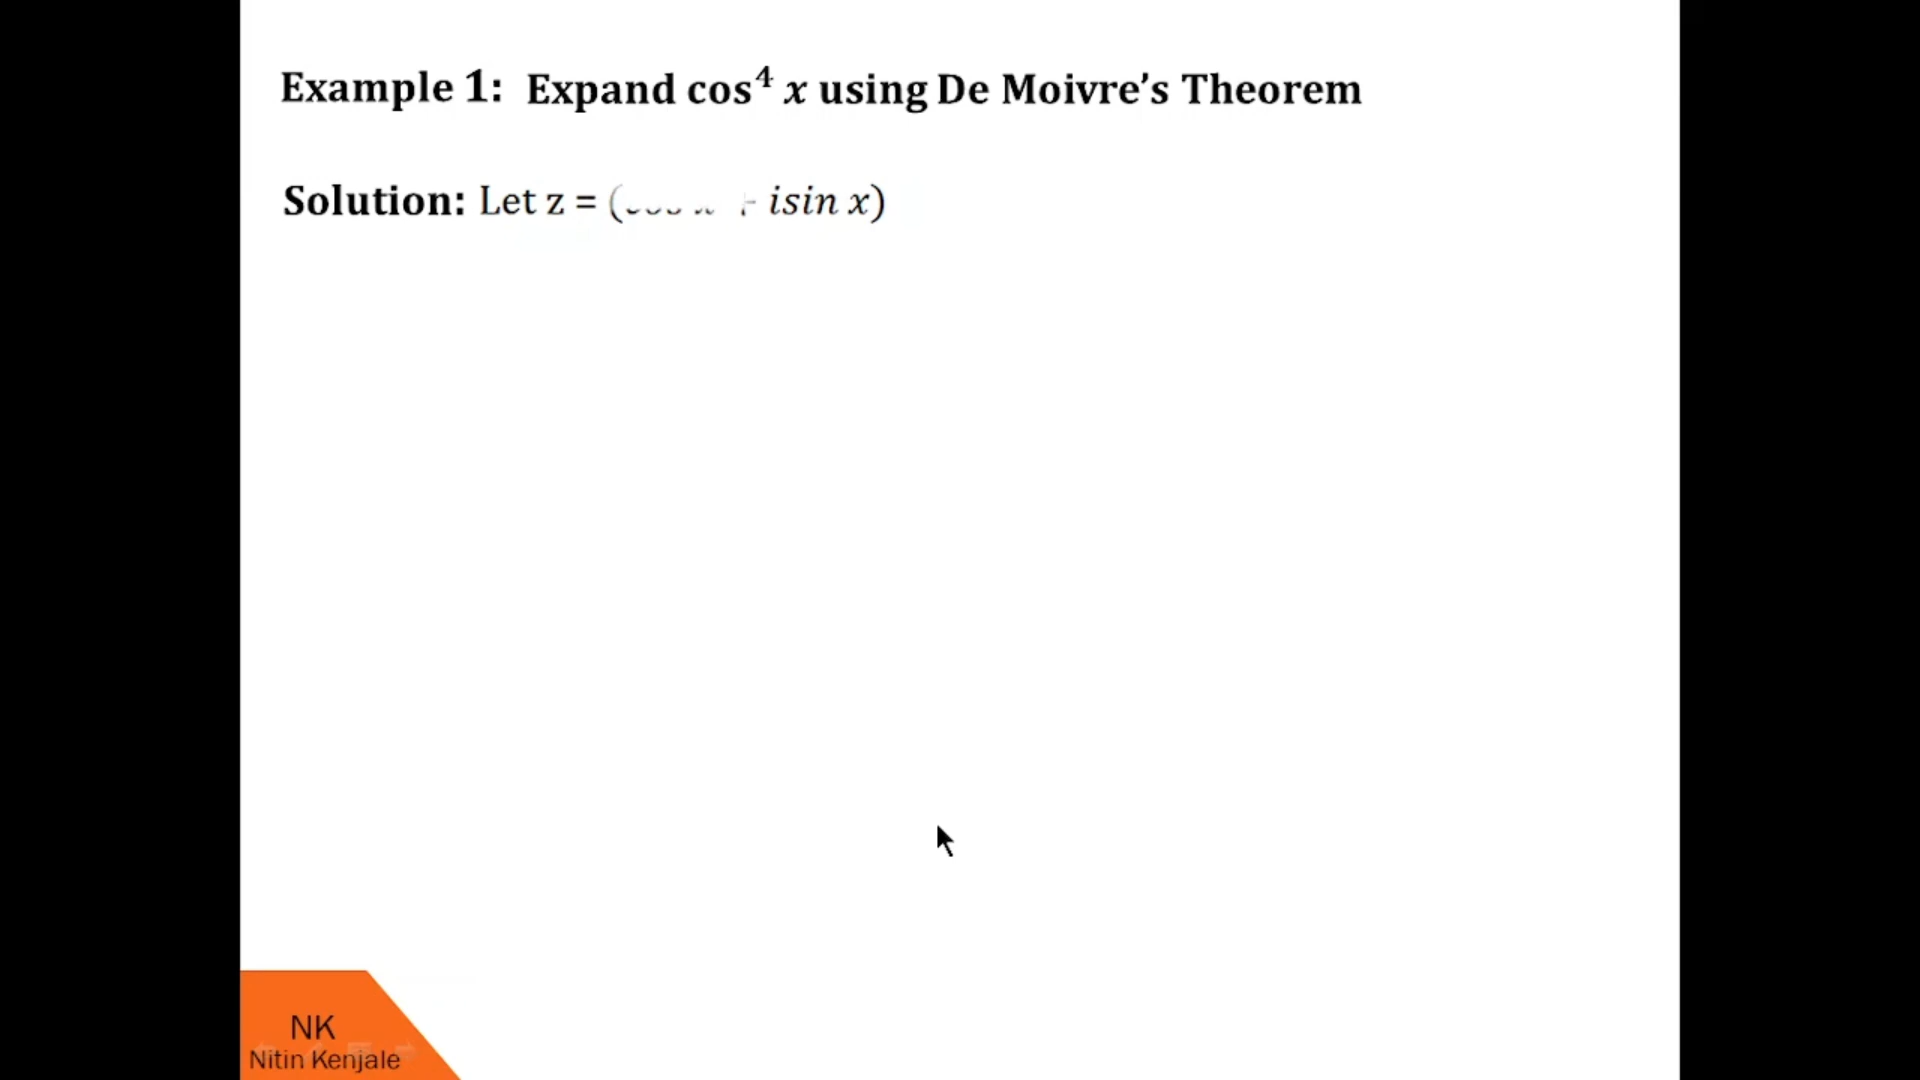 Example 1: Expand cos⁴ x using De Moivre's Theorem
Solution: Let z = ( isin x)
NK
Nitin Kenjale